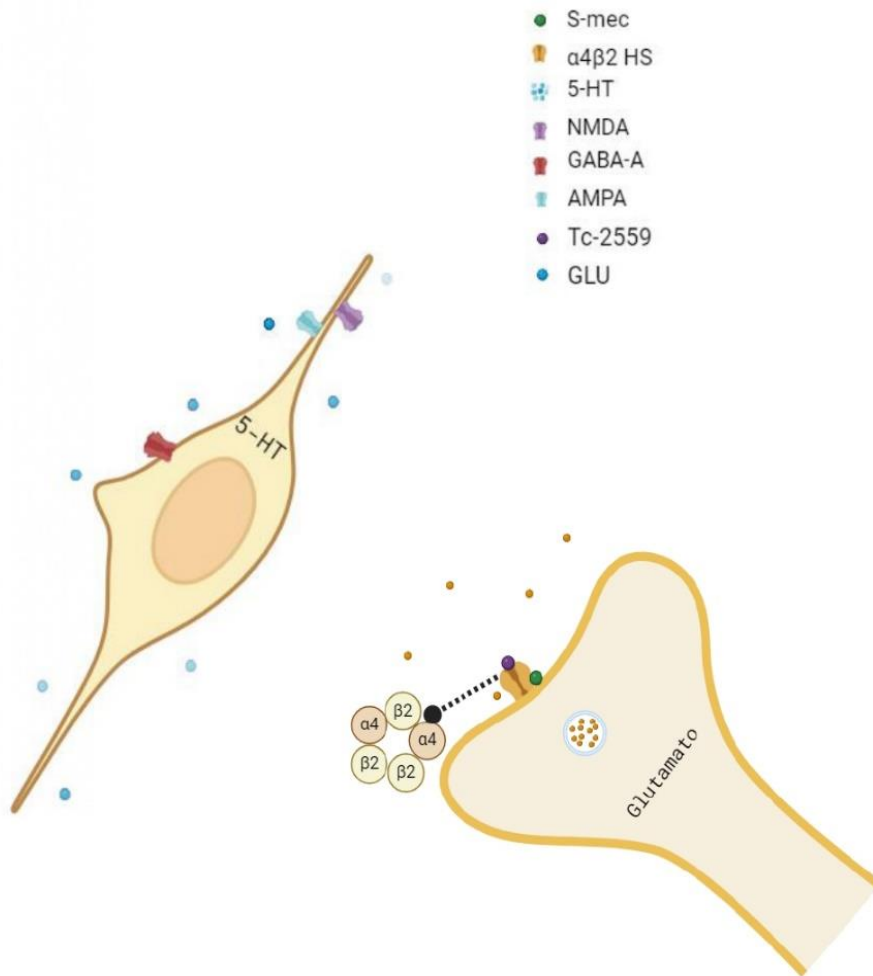 S-mec
α4β2 HS
5-HT
NMDA
GABA-A
AMPA
Tc-2559
GLU
5-HT
β2
α4
α4
β2
β2
Glutamato